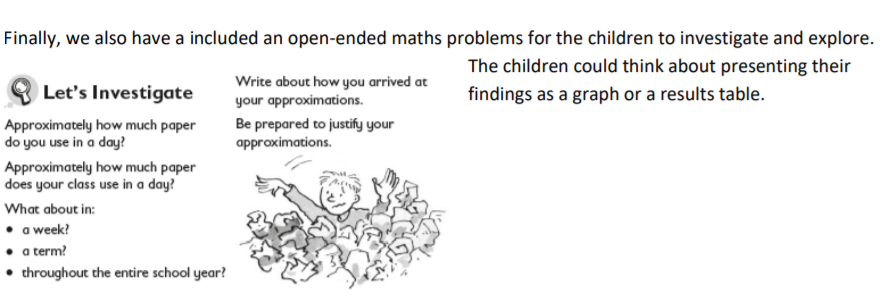 Finally, we also have a included an open-ended maths problems for the children to investigate and explore.
The children could think about presenting their
findings as a graph or a results table.
Let's Investigate
Approximately how much paper
do you use in a day?
Approximately how much paper
does your class use in a day?
What about in:
• a week?
• a term?
• throughout the entire school year?
Write about how you arrived at
your approximations.
Be prepared to justify your
approximations.